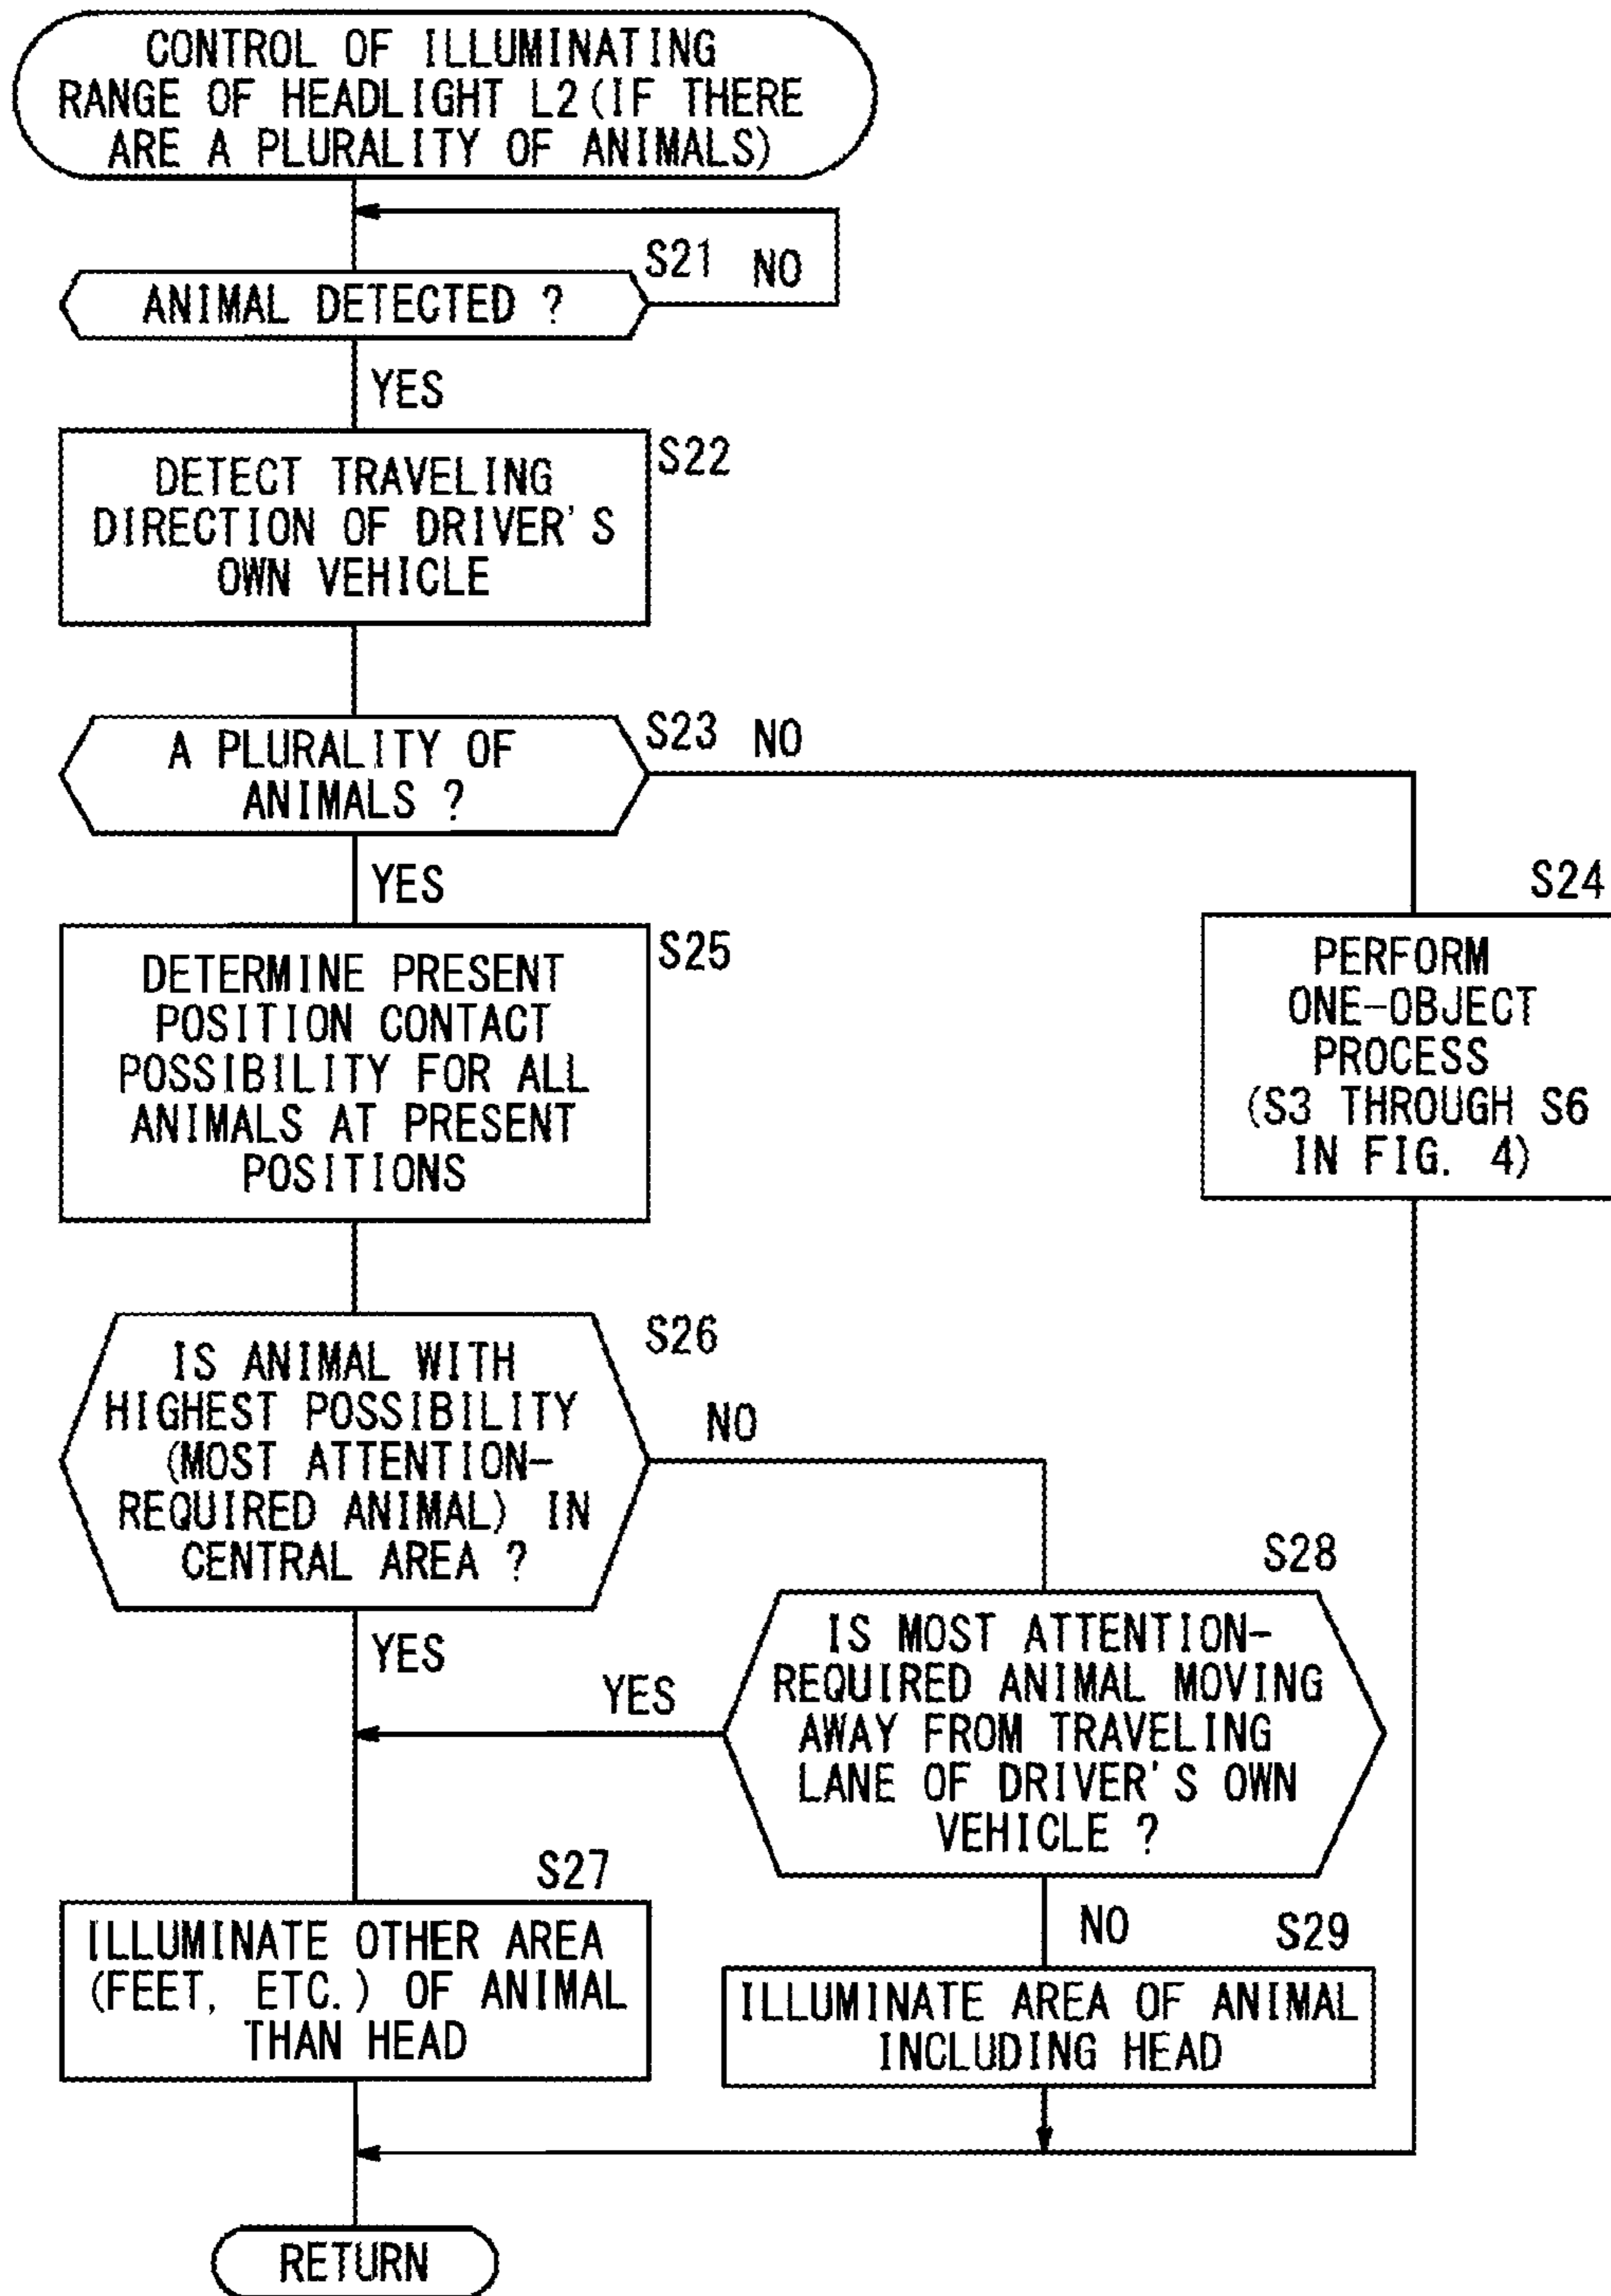 CONTROL OF ILLUMINATING
RANGE OF HEADLIGHT L2(IF THERE
ARE A PLURALITY OF ANIMALS)
S21
NO
ANIMAL DETECTED ?
YES
S22
DETECT TRAVELING
DIRECTION OF DRIVER'S
OWN VEHICLE
S23
NO
A PLURALITY OF
ANIMALS ?
YES
S24
PERFORM
ONE-OBJECT
PROCESS
(S3 THROUGH S6
IN FIG. 4)
S25
DETERMINE PRESENT
POSITION CONTACT
POSSIBILITY FOR ALL
ANIMALS AT PRESENT
POSITIONS
S26
IS ANIMAL WITH
HIGHEST POSSIBILITY
(MOST ATTENTION-
REQUIRED ANIMAL) IN
CENTRAL AREA ?
NO
YES
S28
IS MOST ATTENTION-
REQUIRED ANIMAL MOVING
AWAY FROM TRAVELING
LANE OF DRIVER'S OWN
VEHICLE ?
YES
NO
S27
ILLUMINATE OTHER AREA
(FEET, ETC.) OF ANIMAL
THAN HEAD
S29
ILLUMINATE AREA OF ANIMAL
INCLUDING HEAD
RETURN